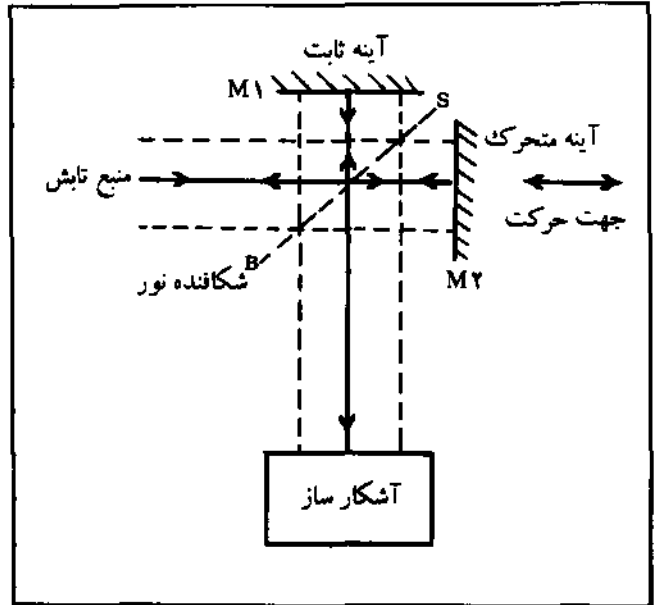 آینه ثابت
M۱
S
آینه متحرک
منبع تابش
جهت حرکت
B
شکافنده نور
M۲
آشکار ساز